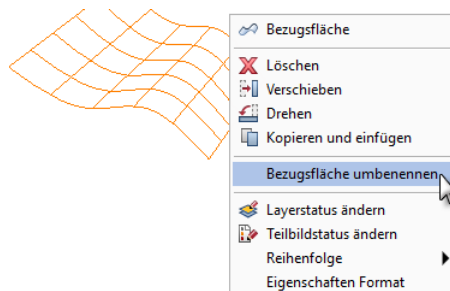 Bezugsfläche
Löschen
Verschieben
Drehen
Kopieren und einfügen
Bezugsfläche umbenennen
Layerstatus ändern
Teilbildstatus ändern
Reihenfolge
Eigenschaften Format